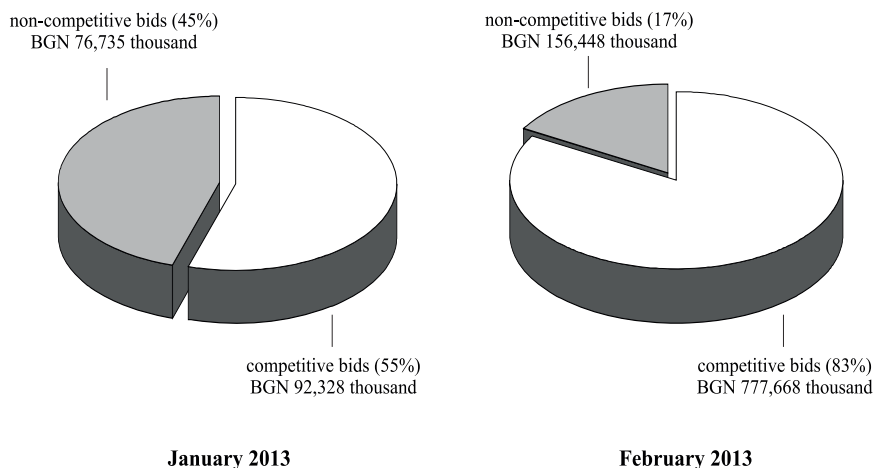 non-competitive bids (45%)
BGN 76,735 thousand
competitive bids (55%)
BGN 92,328 thousand
January 2013
non-competitive bids (17%)
BGN 156,448 thousand
competitive bids (83%)
BGN 777,668 thousand
February 2013